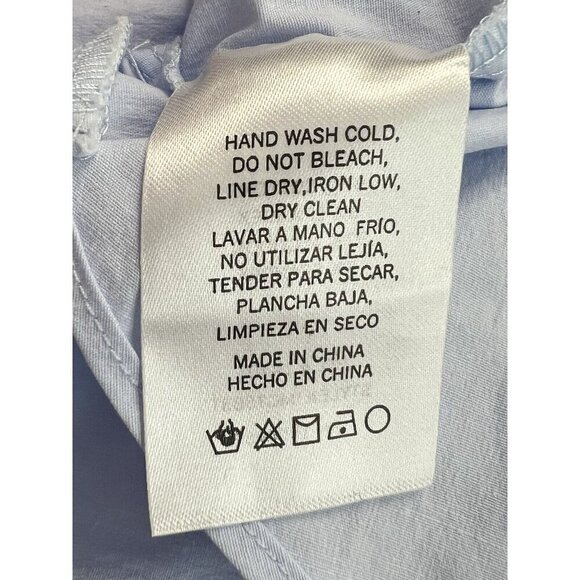 HAND WASH COLD,
DO NOT BLEACH,
LINE DRY,IRON LOW,
DRY CLEAN
LAVAR A MANO FRÍO,
NO UTILIZAR LEJÍA,
TENDER PARA SECAR,
PLANCHA BAJA,
LIMPIEZA EN SECO
MADE IN CHINA
HECHO EN CHINA